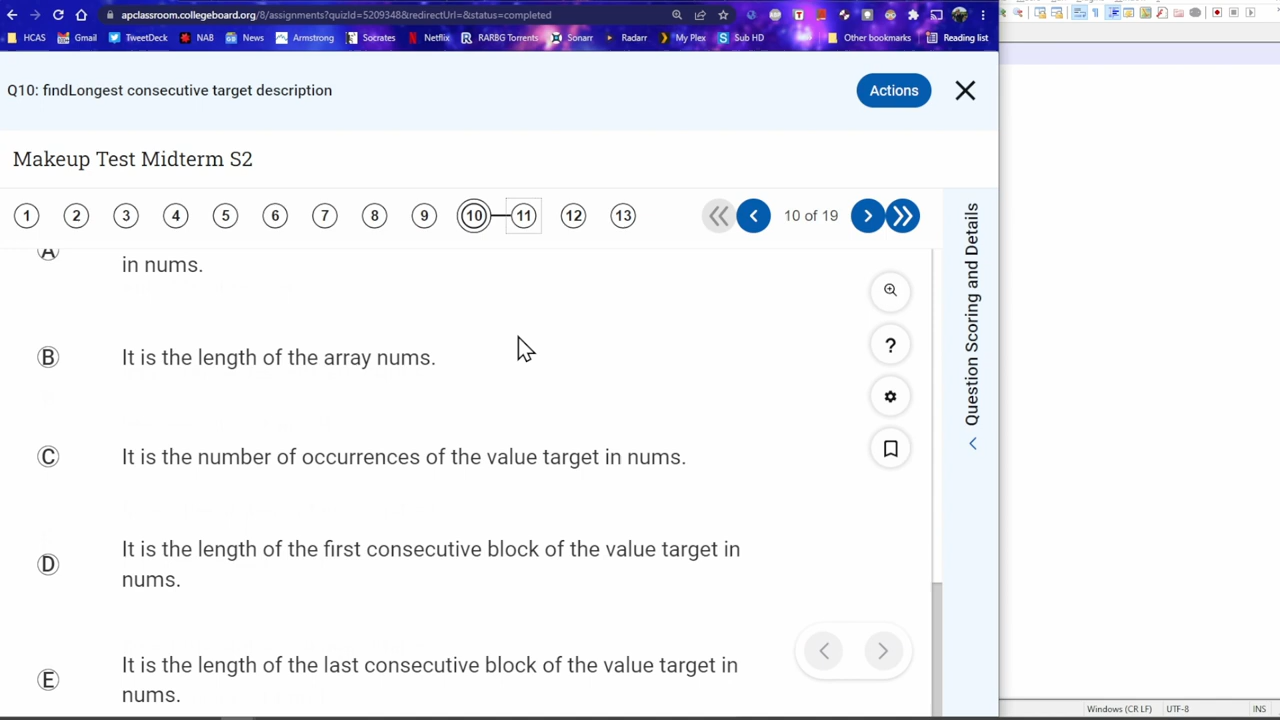 apclassroom.collegeboard.org/8/assignments?quizId=5209348&redirectUrl=&status=completed
HCAS Gmail TweetDeck NAB News Armstrong Socrates Netflix RARBG Torrents Sonarr Radarr My Plex Sub HD Other bookmarks Reading list
Q10: findLongest consecutive target description
Actions
Makeup Test Midterm S2
1 2 3 4 5 6 7 8 9 10 11 12 13 10 of 19
Question Scoring and Details
A
in nums.
B It is the length of the array nums.
C It is the number of occurrences of the value target in nums.
D It is the length of the first consecutive block of the value target in
nums.
E It is the length of the last consecutive block of the value target in
nums.
Windows (CR LF) UTF-8 INS